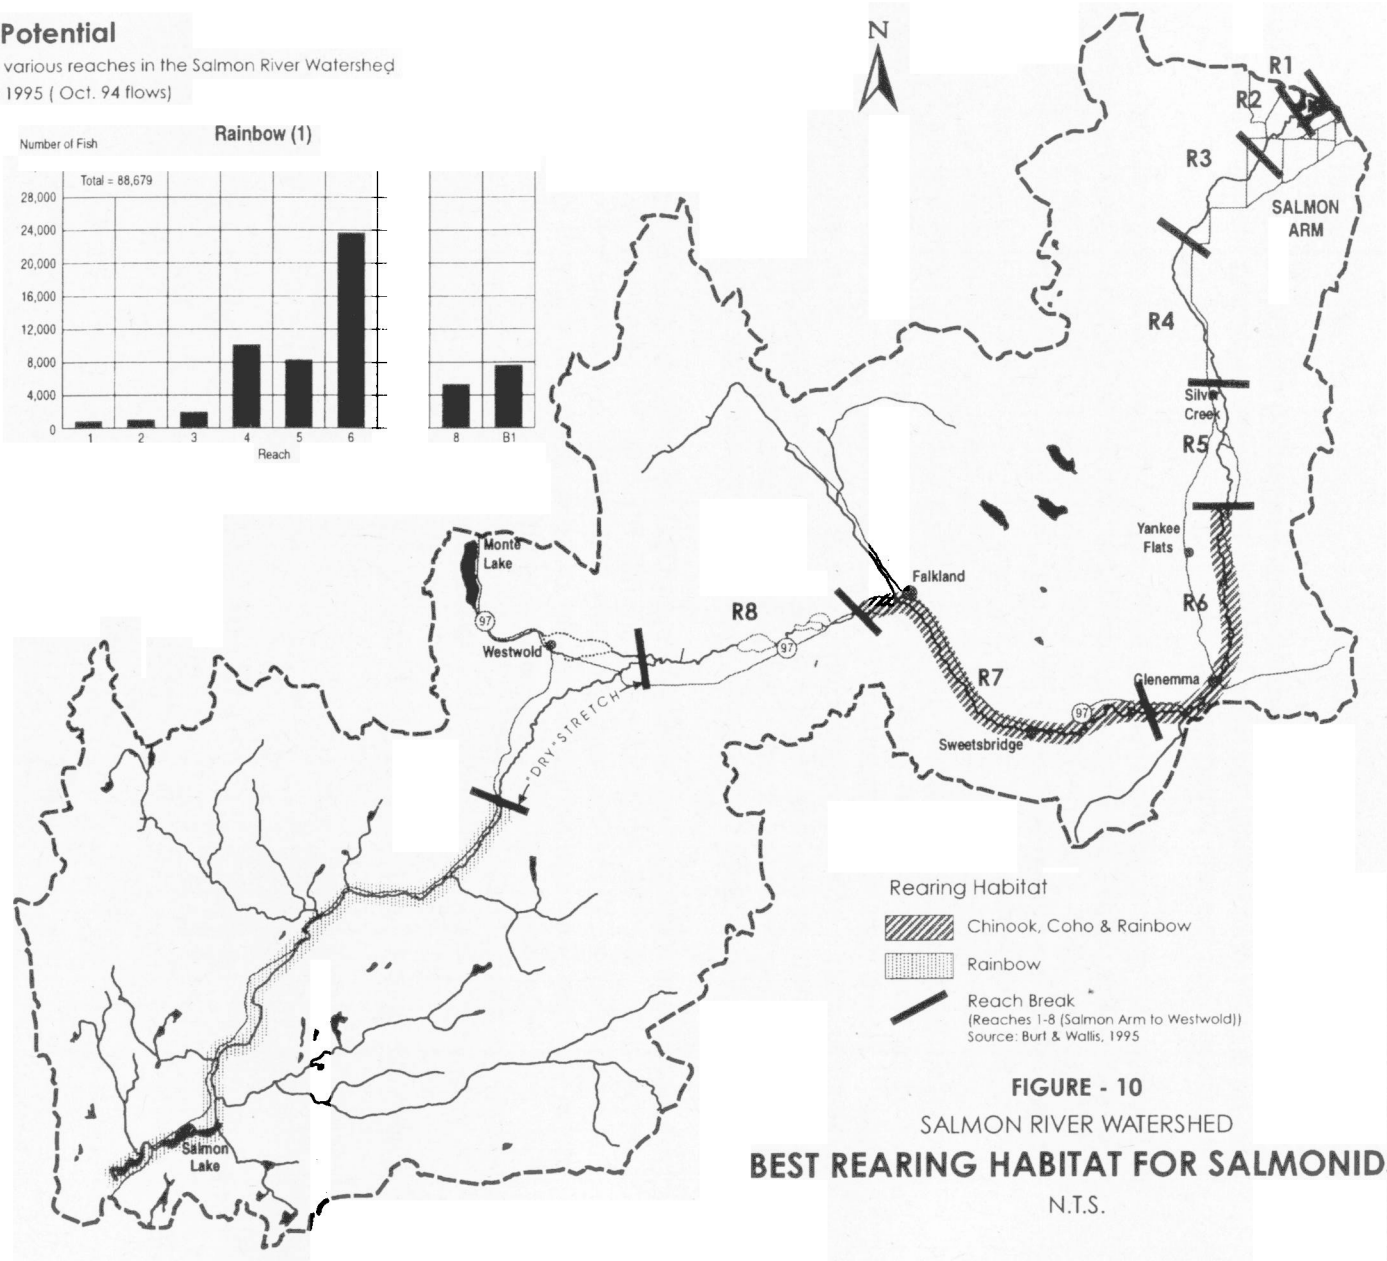 Potential
various reaches in the Salmon River Watershed
1995 ( Oct. 94 flows)
Rainbow (1)
Number of Fish
Total = 88,679
28,000
24,000
20,000
16,000
12,000
8,000
4,000
0
1 2 3 4 5 6 8 B1
Reach
N
R1
R2
R3
SALMON
ARM
R4
Silver
Creek
R5
Yankee
Flats
R6
Glenemma
Monte
Lake
97
Westwold
R8
97
Falkland
R7
97
Sweetsbridge
"DRY" STRETCH
Salmon
Lake
Rearing Habitat
Chinook, Coho & Rainbow
Rainbow
Reach Break
(Reaches 1-8 (Salmon Arm to Westwold))
Source: Burt & Wallis, 1995
FIGURE - 10
SALMON RIVER WATERSHED
BEST REARING HABITAT FOR SALMONID
N.T.S.